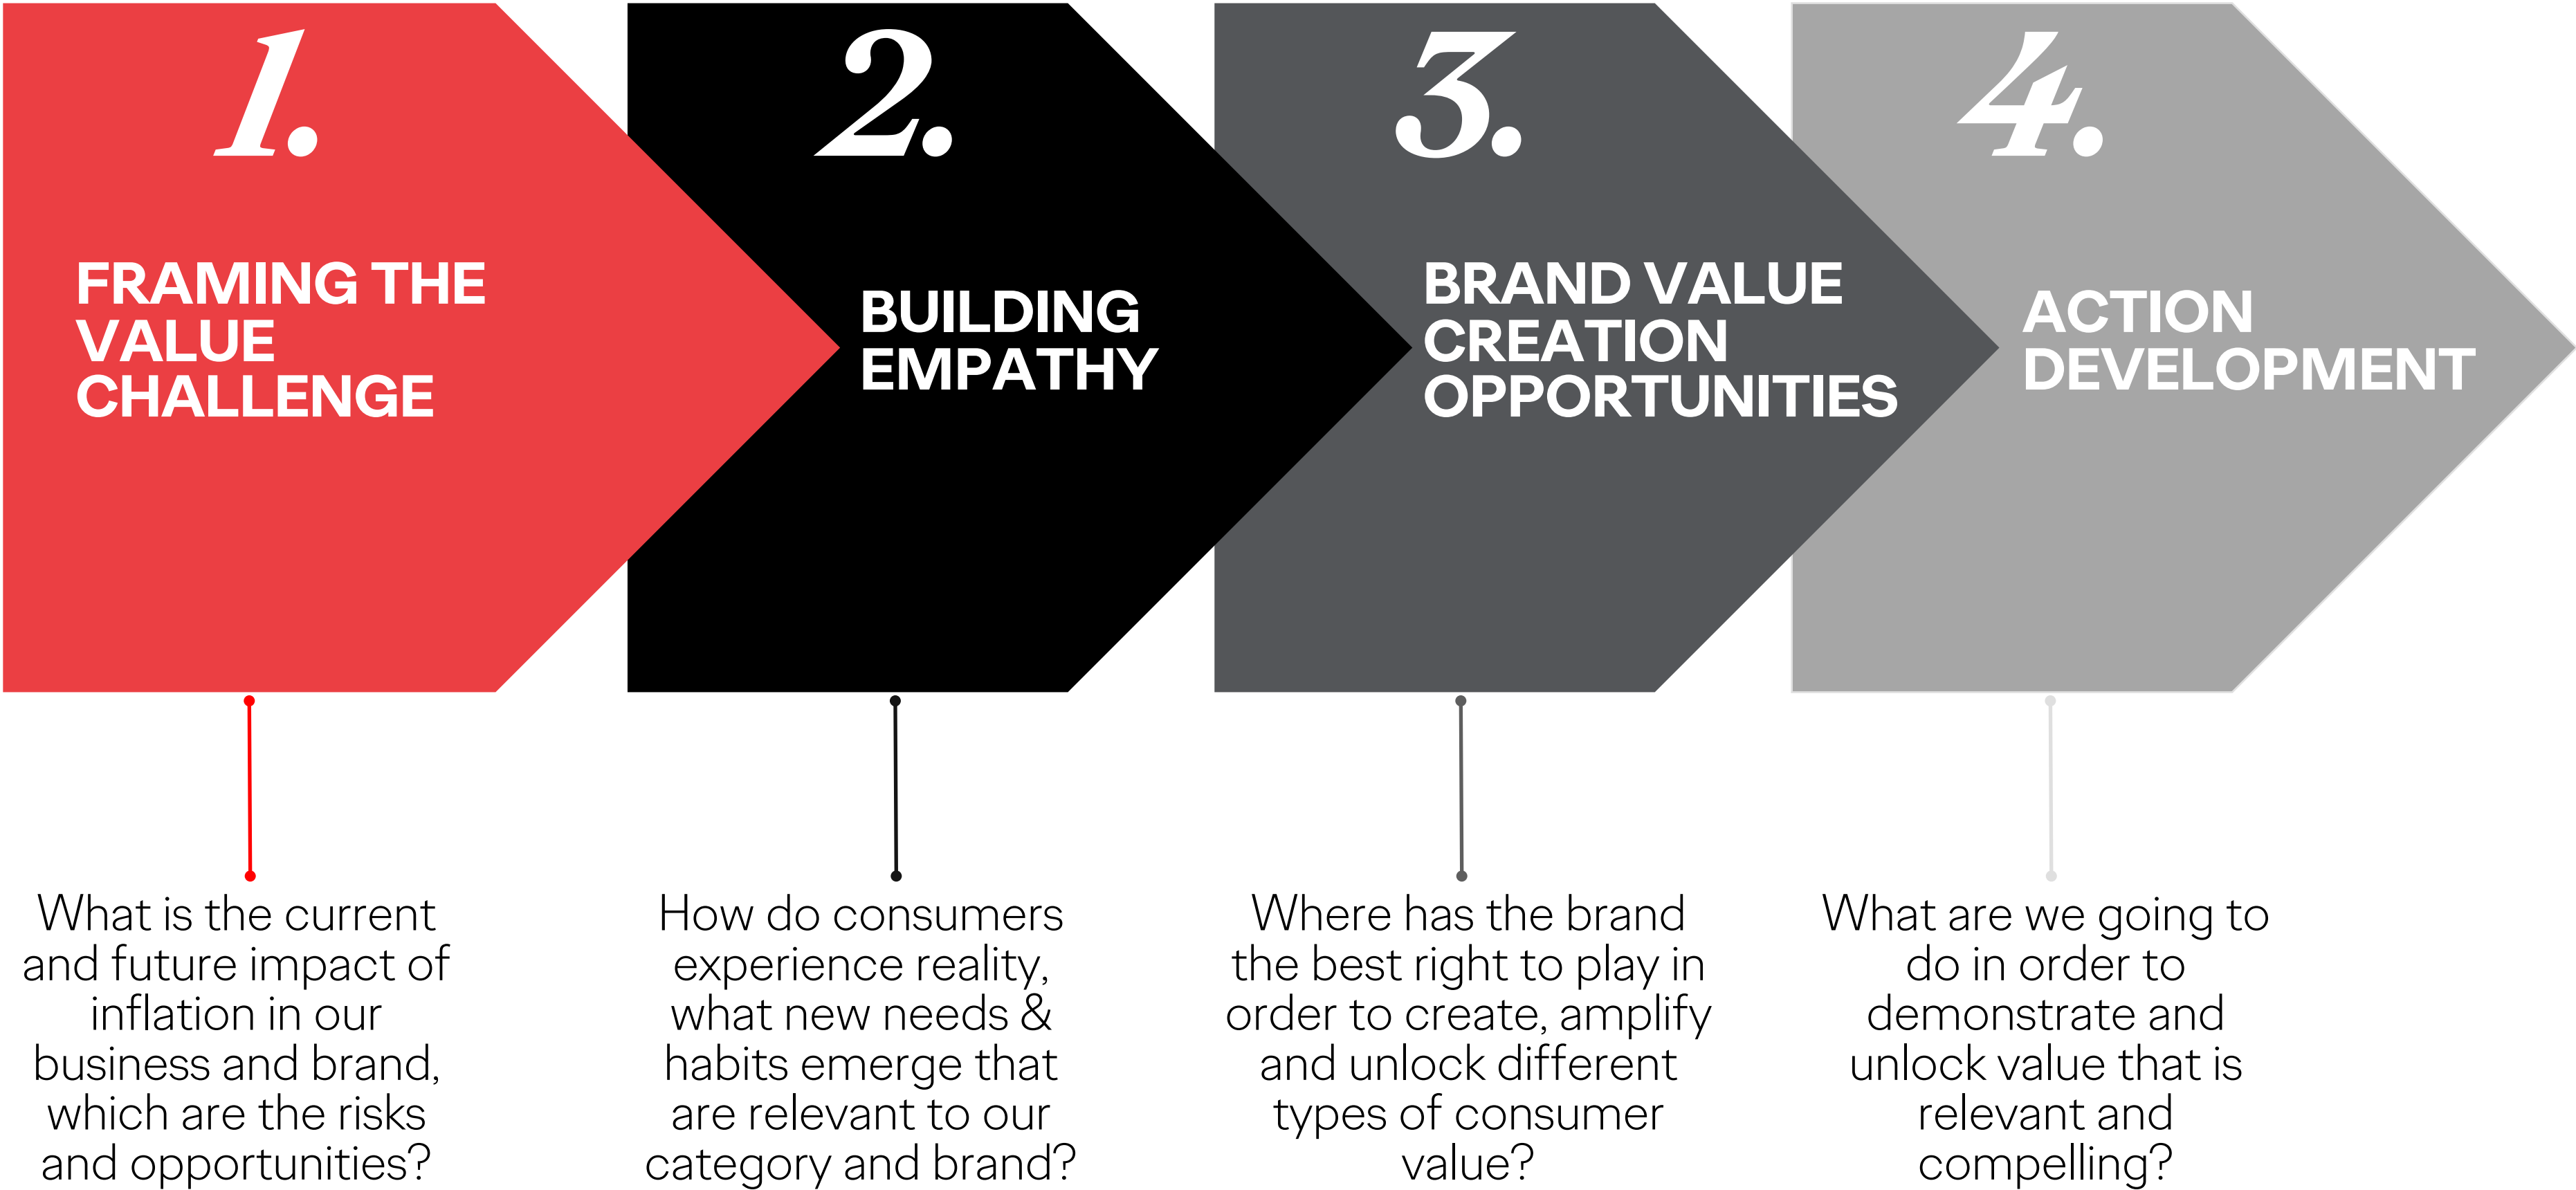 1.
FRAMING THE
VALUE
CHALLENGE
2.
BUILDING
EMPATHY
3.
BRAND VALUE
CREATION
OPPORTUNITIES
4.
ACTION
DEVELOPMENT
What is the current
and future impact of
inflation in our
business and brand,
which are the risks
and opportunities?
How do consumers
experience reality,
what new needs &
habits emerge that
are relevant to our
category and brand?
Where has the brand
the best right to play in
order to create, amplify
and unlock different
types of consumer
value?
What are we going to
do in order to
demonstrate and
unlock value that is
relevant and
compelling?